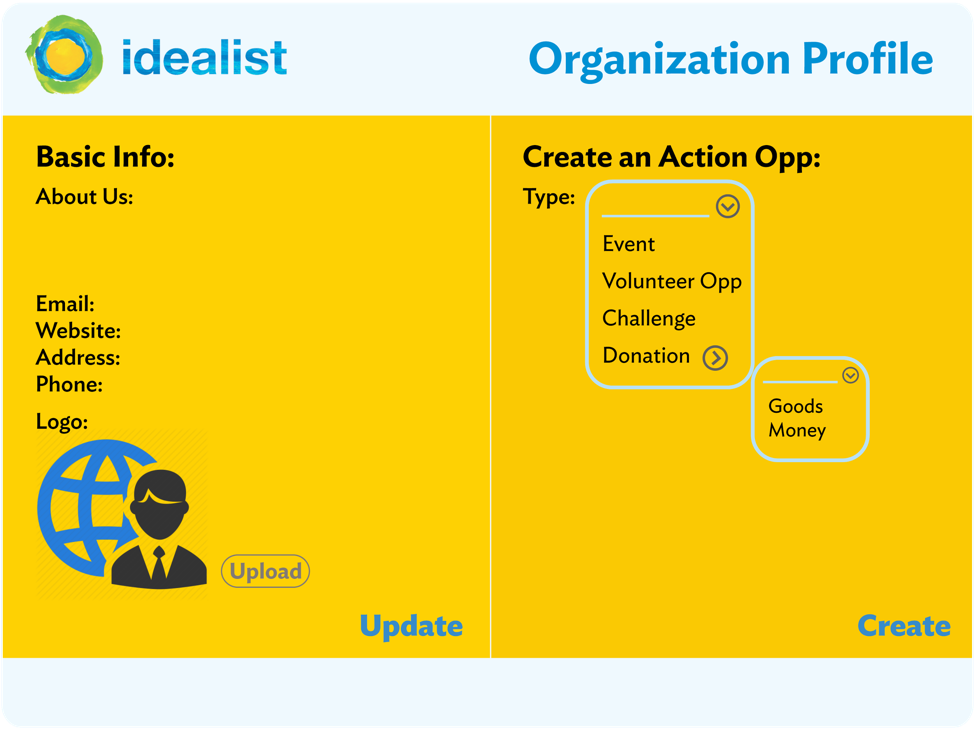 idealist
Organization Profile
Basic Info:
About Us:
Email:
Website:
Address:
Phone:
Logo:
Upload
Update
Create an Action Opp:
Type:
Event
Volunteer Opp
Challenge
Donation
Goods
Money
Create